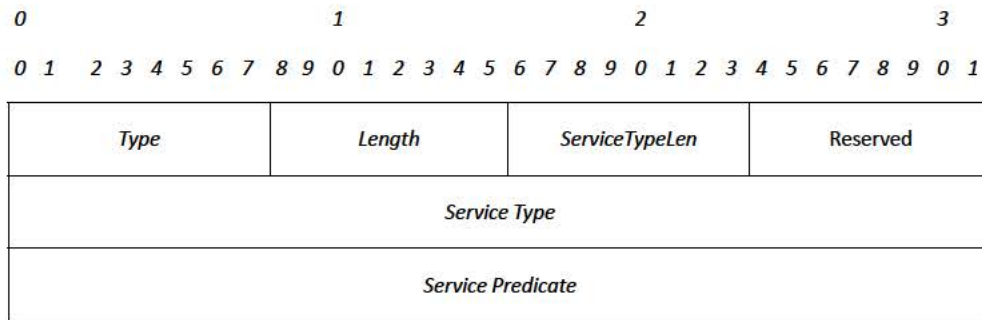 0 1 2 3
0 1 2 3 4 5 6 7 8 9 0 1 2 3 4 5 6 7 8 9 0 1 2 3 4 5 6 7 8 9 0 1
Type Length ServiceTypeLen Reserved
Service Type
Service Predicate